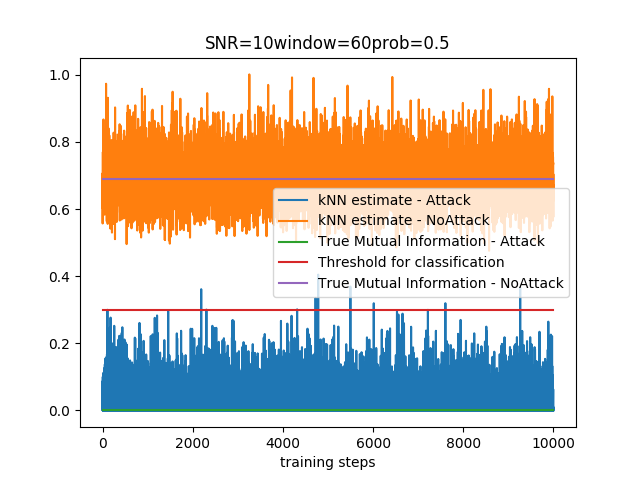 SNR=10window=60prob=0.5
1.0
0.8
0.6
0.4
0.2
0.0
kNN estimate - Attack
kNN estimate - NoAttack
True Mutual Information - Attack
Threshold for classification
True Mutual Information - NoAttack
0 2000 4000 6000 8000 10000
training steps